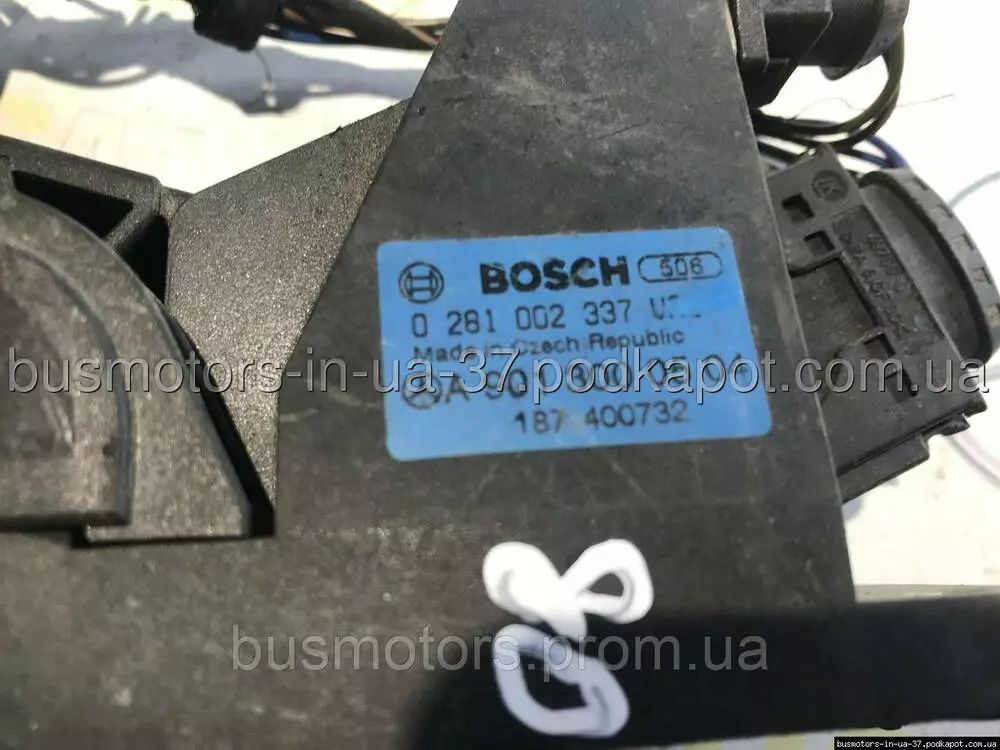 BOSCH 506
0 281 002 337
Made in Czech Republic
187 400732
busmotors-in-ua-37.podkapot.com.ua
08
busmotors.prom.ua
busmotors-in-ua-37.podkapot.com.ua